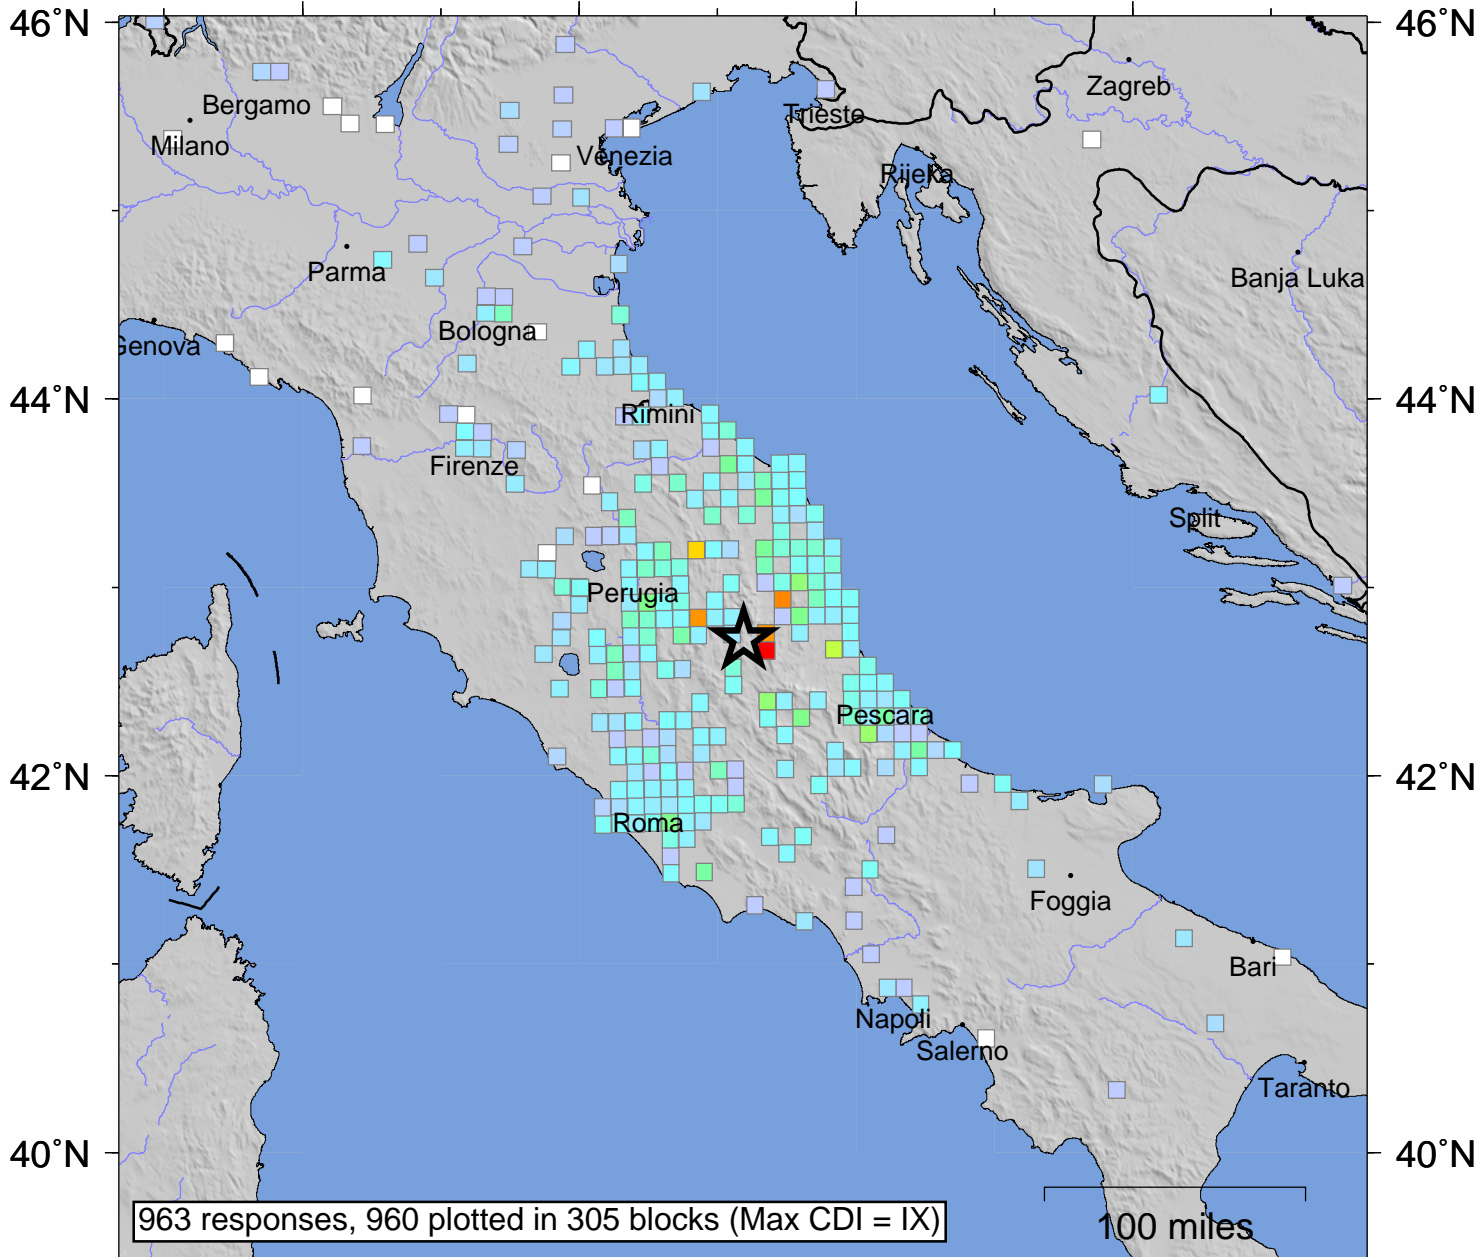 46°N
46°N
Zagreb
Bergamo
Trieste
Milano
Venezia
Rijeka
Parma
Banja Luka
Bologna
Genova
44°N
44°N
Rimini
Firenze
Split
Perugia
Pescara
42°N
42°N
Roma
Foggia
Bari
Napoli
Salerno
Taranto
40°N
40°N
963 responses, 960 plotted in 305 blocks (Max CDI = IX)
100 miles